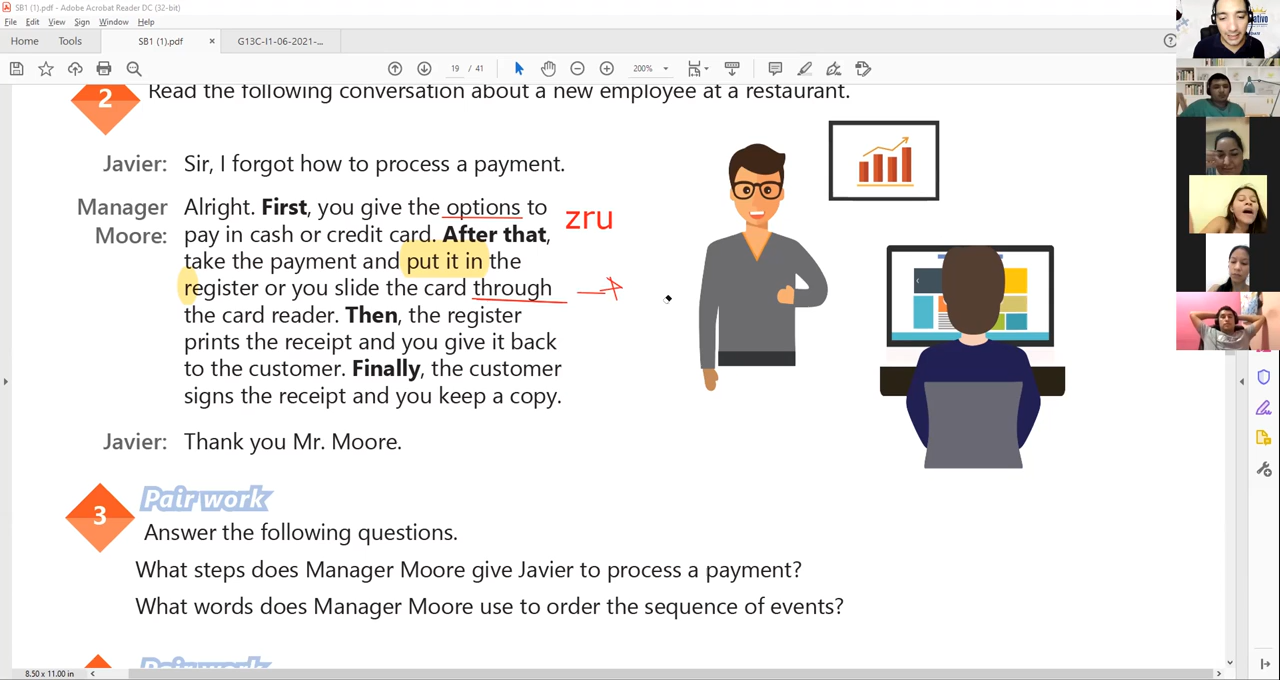 SB1 (1).pdf - Adobe Acrobat Reader DC (32-bit)
File Edit View Sign Window Help
Home Tools SB1 (1).pdf × G13C-I1-06-2021-...
19 / 41 200%
2 Read the following conversation about a new employee at a restaurant.
Javier: Sir, I forgot how to process a payment.
Manager Alright. First, you give the options to
zru
Moore: pay in cash or credit card. After that,
take the payment and put it in the
register or you slide the card through
the card reader. Then, the register
prints the receipt and you give it back
to the customer. Finally, the customer
signs the receipt and you keep a copy.
Javier: Thank you Mr. Moore.
3 Pair work
Answer the following questions.
What steps does Manager Moore give Javier to process a payment?
What words does Manager Moore use to order the sequence of events?
Pair work
8.50 x 11.00 in